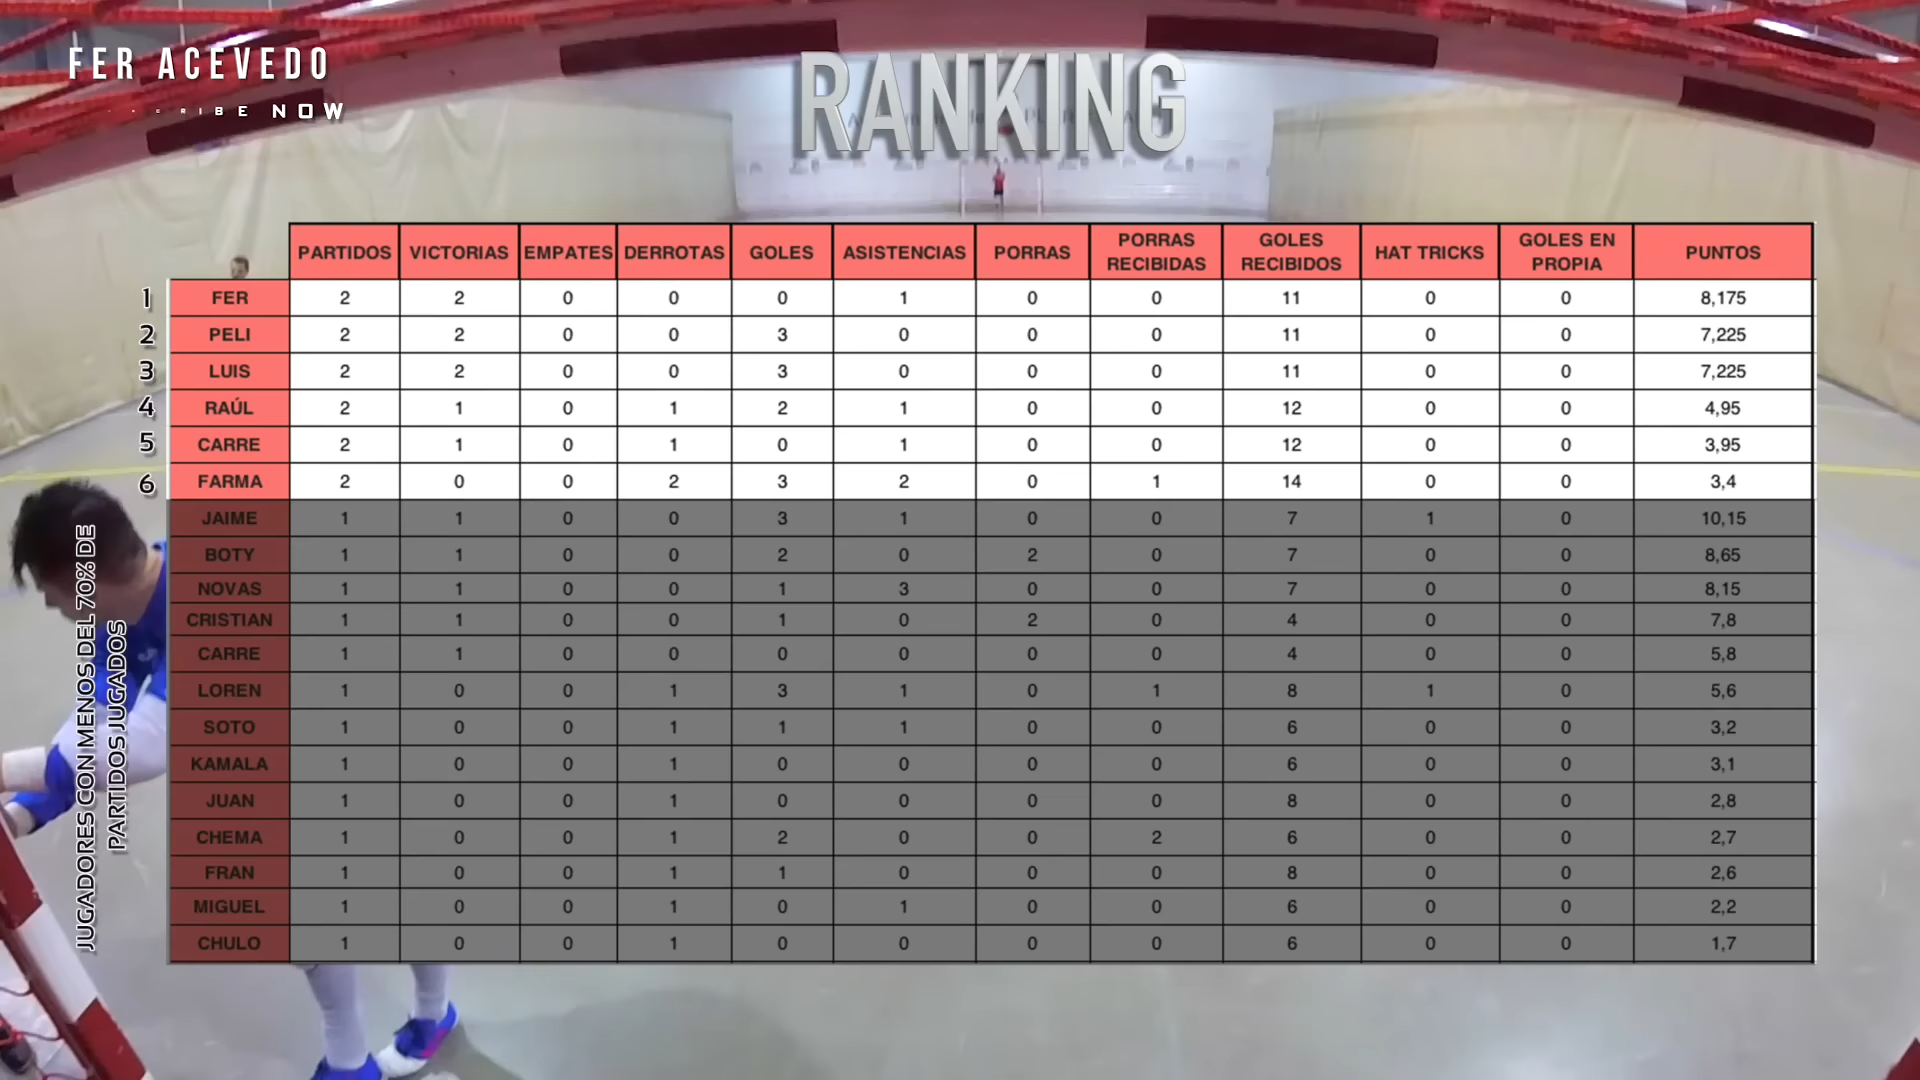 FER ACEVEDO
CRIBE NOW
RANKING
PARTIDOS VICTORIAS EMPATES DERROTAS GOLES ASISTENCIAS PORRAS PORRAS RECIBIDAS GOLES RECIBIDOS HAT TRICKS GOLES EN PROPIA PUNTOS
1 FER 2 2 0 0 0 1 0 0 11 0 0 8,175
2 PELI 2 2 0 0 3 0 0 0 11 0 0 7,225
3 LUIS 2 2 0 0 3 0 0 0 11 0 0 7,225
4 RAÚL 2 1 0 1 2 1 0 0 12 0 0 4,95
5 CARRE 2 1 0 1 0 1 0 0 12 0 0 3,95
6 FARMA 2 0 0 2 3 2 0 1 14 0 0 3,4
JUGADORES CON MENOS DEL 70% DE
PARTIDOS JUGADOS
JAIME 1 1 0 0 3 1 0 0 7 1 0 10,15
BOTY 1 1 0 0 2 0 2 0 7 0 0 8,65
NOVAS 1 1 0 0 1 3 0 0 7 0 0 8,15
CRISTIAN 1 1 0 0 1 0 2 0 4 0 0 7,8
CARRE 1 1 0 0 0 0 0 0 4 0 0 5,8
LOREN 1 0 0 1 3 1 0 1 8 1 0 5,6
SOTO 1 0 0 1 1 1 0 0 6 0 0 3,2
KAMALA 1 0 0 1 0 0 0 0 6 0 0 3,1
JUAN 1 0 0 1 0 0 0 0 8 0 0 2,8
CHEMA 1 0 0 1 2 0 0 2 6 0 0 2,7
FRAN 1 0 0 1 1 0 0 0 8 0 0 2,6
MIGUEL 1 0 0 1 0 1 0 0 6 0 0 2,2
CHULO 1 0 0 1 0 0 0 0 6 0 0 1,7